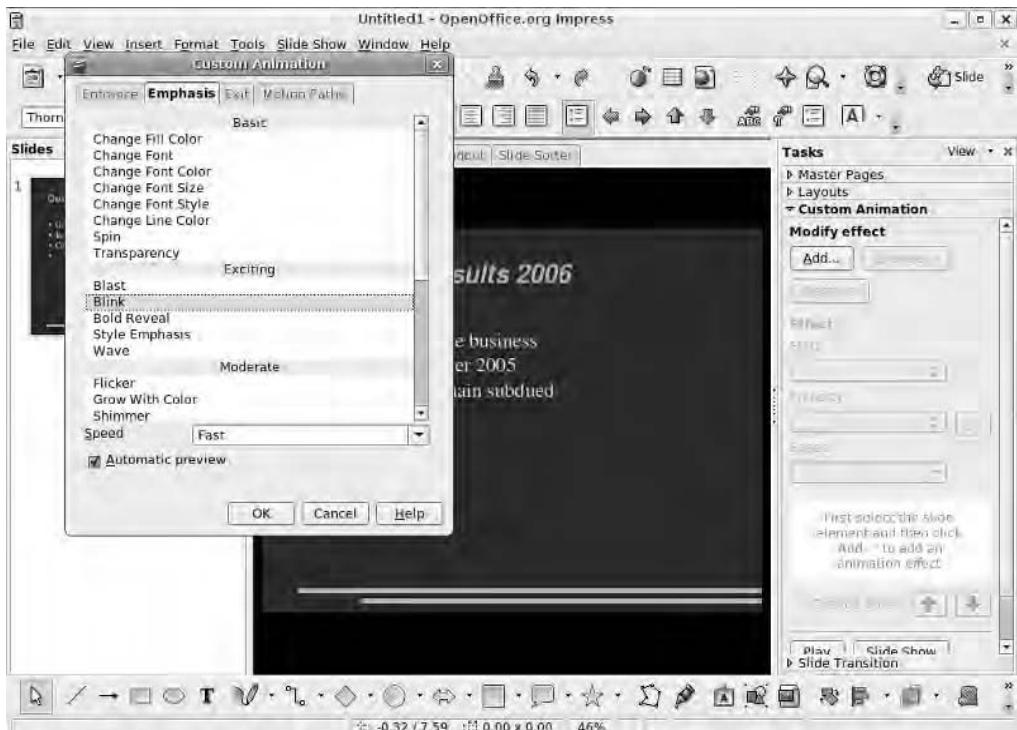 Untitled1 - OpenOffice.org Impress
File Edit View Insert Format Tools Slide Show Window Help
Custom Animation
Slide
Entrance Emphasis Exit Motion Paths
Thorn
Basic
Change Fill Color
Change Font
Change Font Color
Change Font Size
Change Font Style
Change Line Color
Spin
Transparency
Exciting
Blast
Blink
Bold Reveal
Style Emphasis
Wave
Moderate
Flicker
Grow With Color
Shimmer
Speed Fast
Automatic preview
OK Cancel Help
Slides
1
Slide Sorter
sults 2006
e business
er 2005
ain subdued
Tasks View
Master Pages
Layouts
Custom Animation
Modify effect
Add...
Effect
Speed
First select the slide
element and then click
'Add...' to add an
animation effect
Play Slide Show
Slide Transition
-0.32 / 7.59 0.00 x 0.00 46%